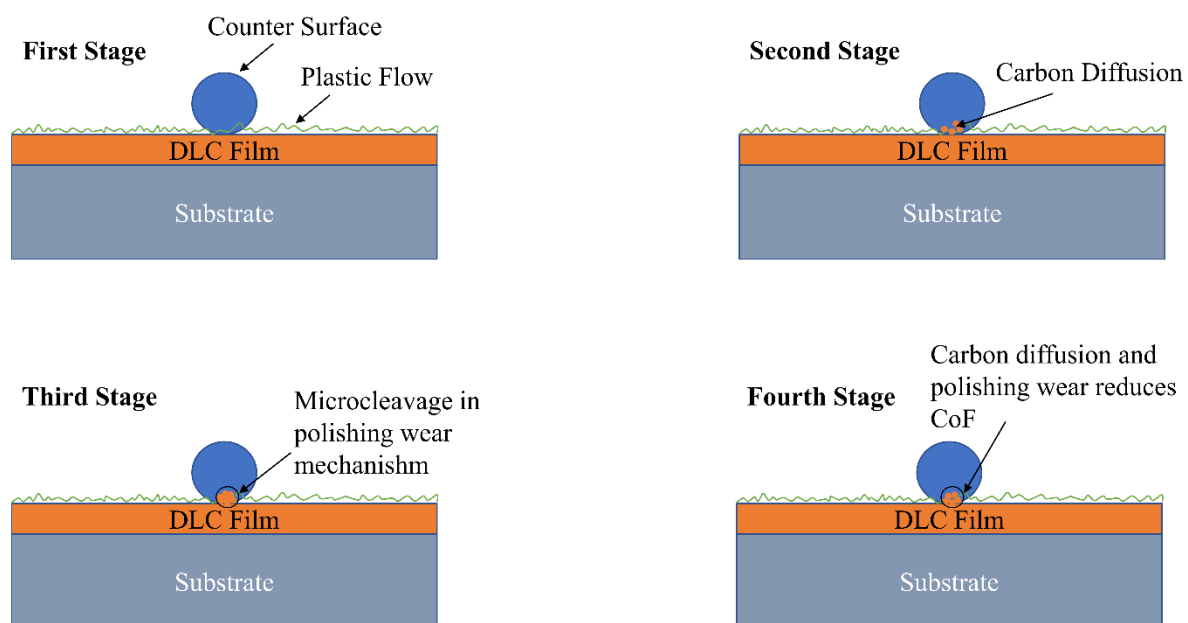 First Stage
Counter Surface
Plastic Flow
DLC Film
Substrate
Second Stage
Carbon Diffusion
DLC Film
Substrate
Third Stage
Microcleavage in
polishing wear
mechanishm
DLC Film
Substrate
Fourth Stage
Carbon diffusion and
polishing wear reduces
CoF
DLC Film
Substrate